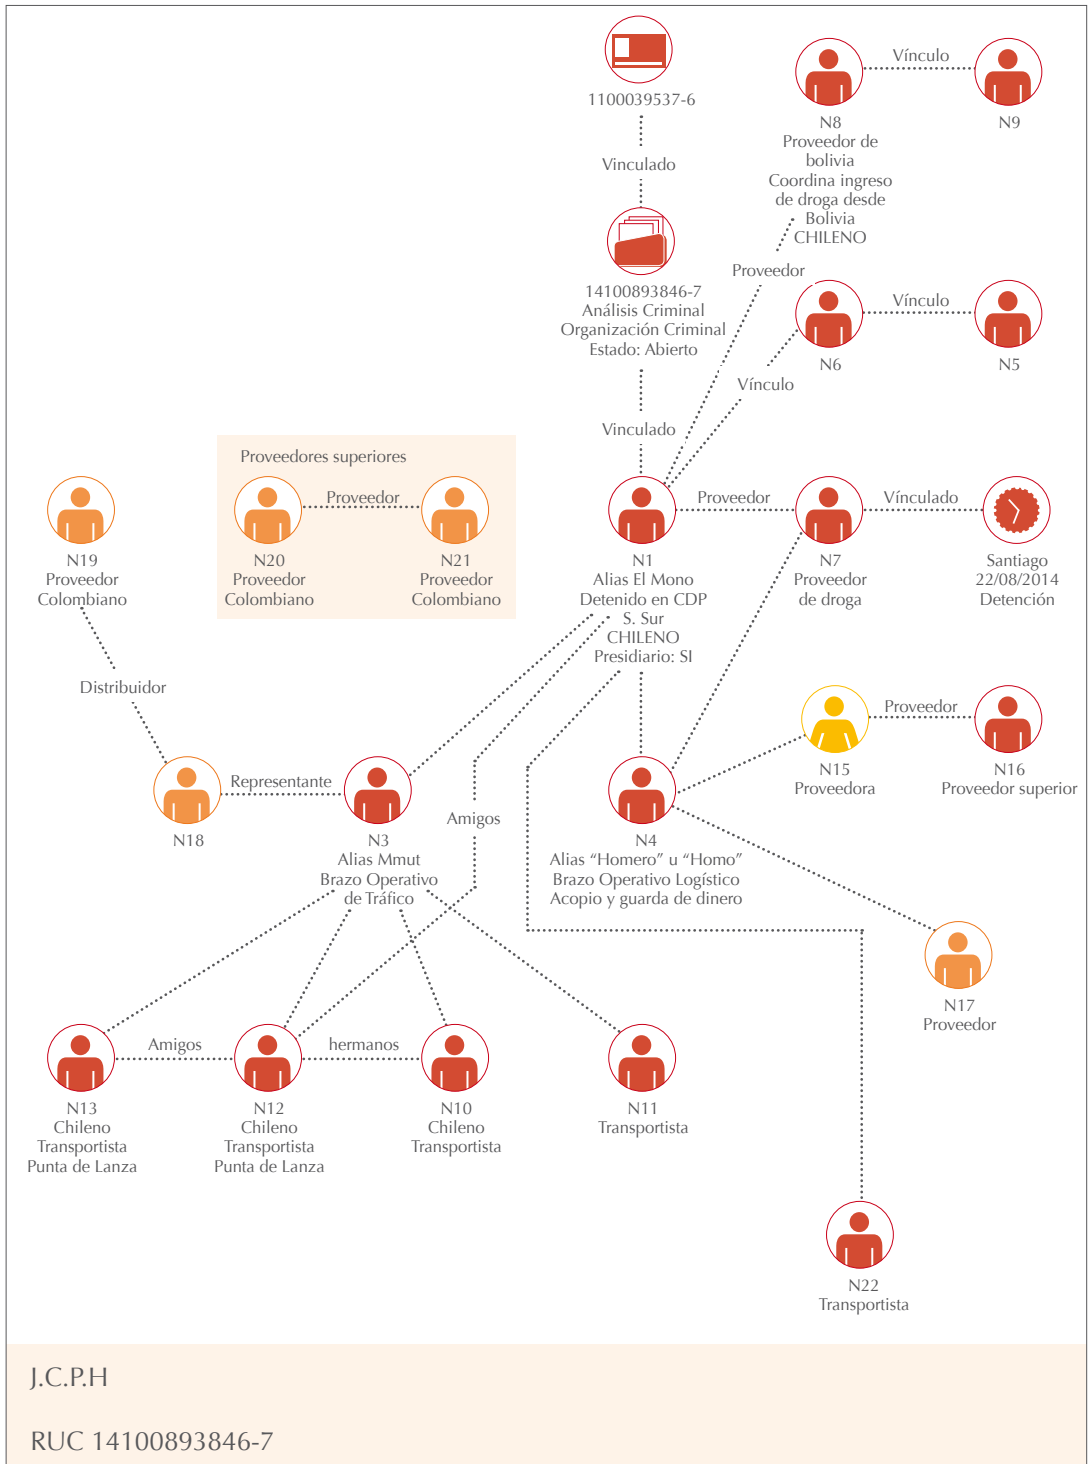 1100039537-6
Vinculado
14100893846-7
Análisis Criminal
Organización Criminal
Estado: Abierto
Vinculado
N8
Proveedor de
bolivia
Coordina ingreso
de droga desde
Bolivia
CHILENO
Vínculo
N9
Proveedor
N6
Vínculo
N5
Vínculo
N19
Proveedor
Colombiano
Proveedores superiores
N20
Proveedor
Colombiano
Proveedor
N21
Proveedor
Colombiano
N1
Alias El Mono
Detenido en CDP
S. Sur
CHILENO
Presidiario: SI
Proveedor
N7
Proveedor
de droga
Vínculado
Santiago
22/08/2014
Detención
Distribuidor
N18
Representante
N3
Alias Mmut
Brazo Operativo
de Tráfico
Amigos
N4
Alias “Homero” u “Homo”
Brazo Operativo Logístico
Acopio y guarda de dinero
N15
Proveedora
Proveedor
N16
Proveedor superior
N17
Proveedor
N13
Chileno
Transportista
Punta de Lanza
Amigos
N12
Chileno
Transportista
Punta de Lanza
hermanos
N10
Chileno
Transportista
N11
Transportista
N22
Transportista
J.C.P.H
RUC 14100893846-7